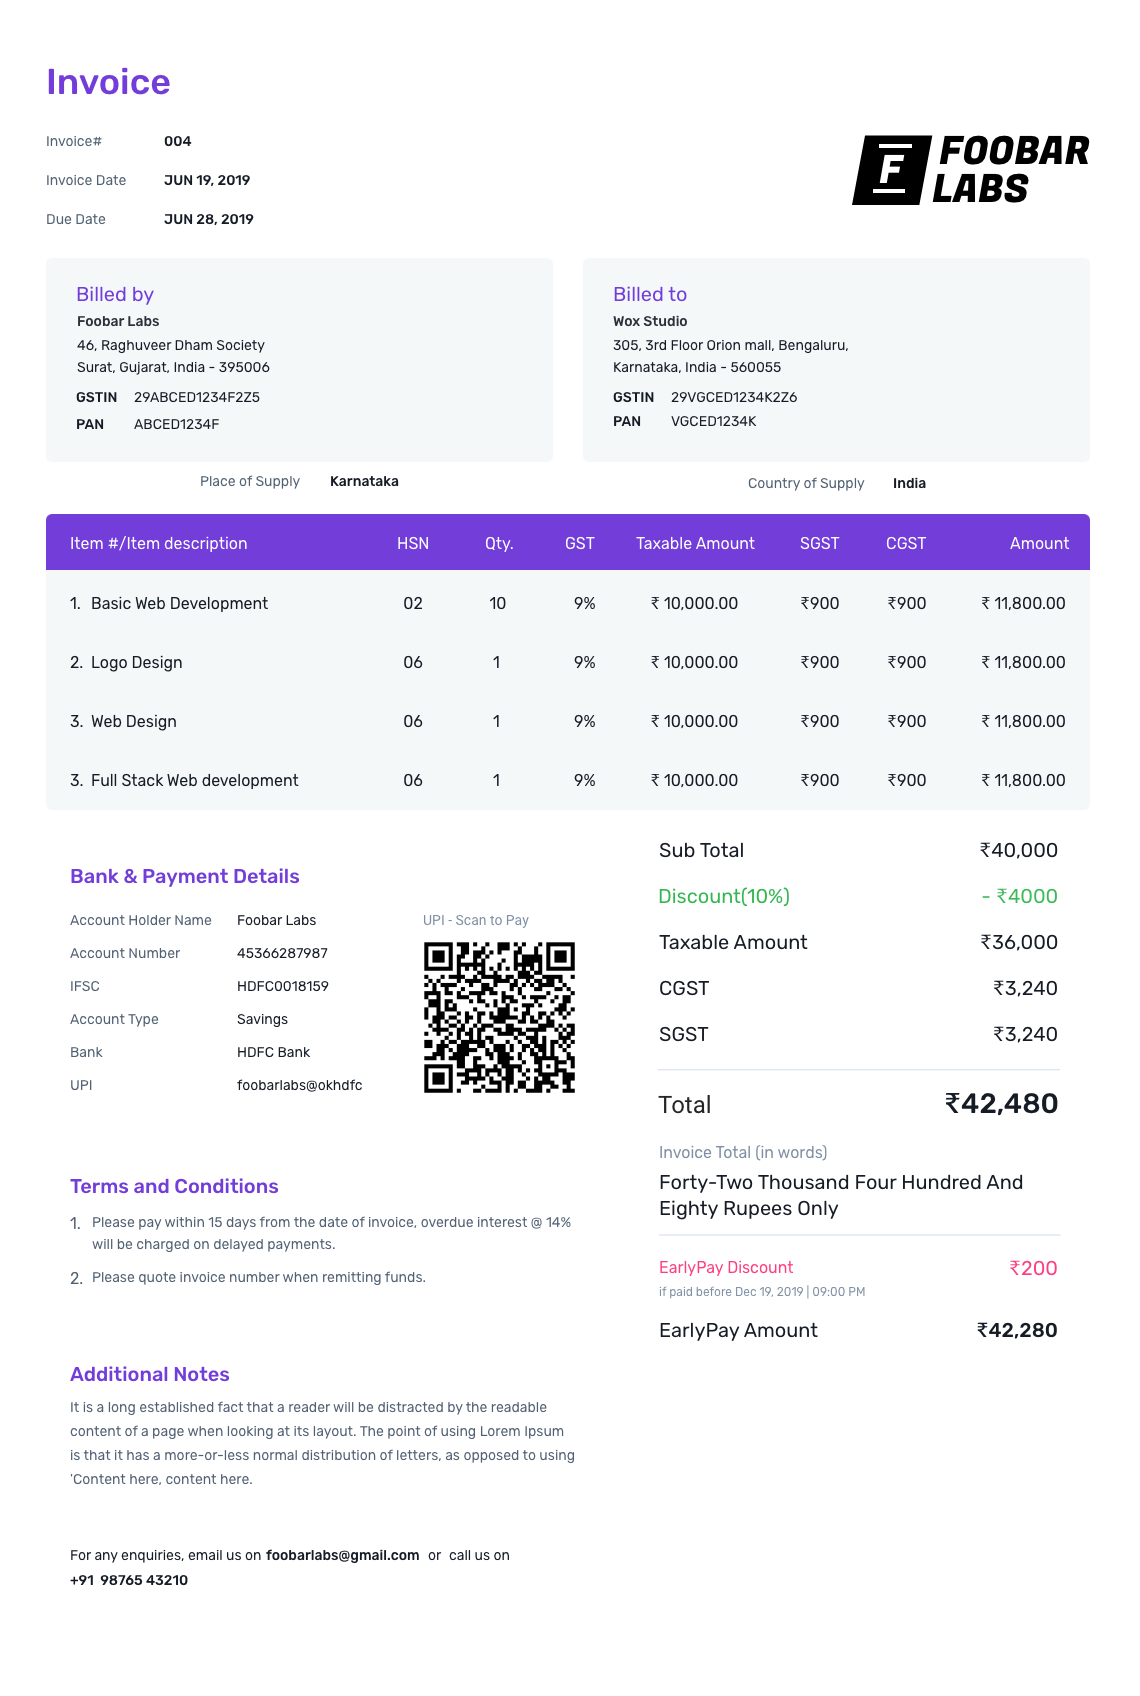 Invoice
Invoice# 004
Invoice Date JUN 19, 2019
Due Date JUN 28, 2019
F FOOBAR
LABS
Billed by
Foobar Labs
46, Raghuveer Dham Society
Surat, Gujarat, India - 395006
GSTIN 29ABCED1234F2Z5
PAN ABCED1234F
Billed to
Wox Studio
305, 3rd Floor Orion mall, Bengaluru,
Karnataka, India - 560055
GSTIN 29VGCED1234K2Z6
PAN VGCED1234K
Place of Supply Karnataka
Country of Supply India
Item #/Item description HSN Qty. GST Taxable Amount SGST CGST Amount
1. Basic Web Development 02 10 9% ₹ 10,000.00 ₹900 ₹900 ₹ 11,800.00
2. Logo Design 06 1 9% ₹ 10,000.00 ₹900 ₹900 ₹ 11,800.00
3. Web Design 06 1 9% ₹ 10,000.00 ₹900 ₹900 ₹ 11,800.00
3. Full Stack Web development 06 1 9% ₹ 10,000.00 ₹900 ₹900 ₹ 11,800.00
Bank & Payment Details
Account Holder Name Foobar Labs
Account Number 45366287987
IFSC HDFC0018159
Account Type Savings
Bank HDFC Bank
UPI foobarlabs@okhdfc
UPI - Scan to Pay
Sub Total ₹40,000
Discount(10%) - ₹4000
Taxable Amount ₹36,000
CGST ₹3,240
SGST ₹3,240
Total ₹42,480
Invoice Total (in words)
Forty-Two Thousand Four Hundred And
Eighty Rupees Only
EarlyPay Discount ₹200
if paid before Dec 19, 2019 | 09:00 PM
EarlyPay Amount ₹42,280
Terms and Conditions
1. Please pay within 15 days from the date of invoice, overdue interest @ 14%
will be charged on delayed payments.
2. Please quote invoice number when remitting funds.
Additional Notes
It is a long established fact that a reader will be distracted by the readable
content of a page when looking at its layout. The point of using Lorem Ipsum
is that it has a more-or-less normal distribution of letters, as opposed to using
'Content here, content here.
For any enquiries, email us on foobarlabs@gmail.com or call us on
+91 98765 43210